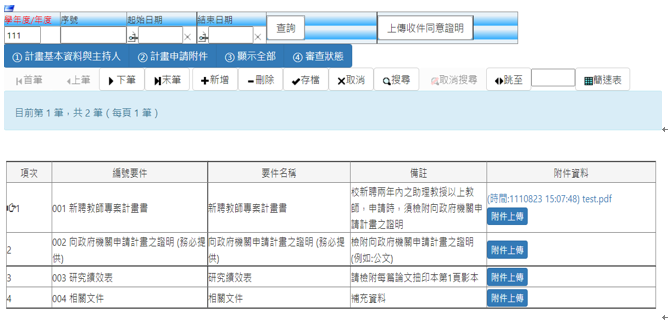 學年度/年度 序號 起始日期 結束日期
111 查詢 上傳收件同意證明
① 計畫基本資料與主持人 ② 計畫申請附件 ③ 顯示全部 ④ 審查狀態
首筆 上筆 下筆 末筆 新增 刪除 存檔 取消 搜尋 取消搜尋 跳至 簡速表
目前第 1 筆，共 2 筆 ( 每頁 1 筆 )
項次 編號要件 要件名稱 備註 附件資料
1 001 新聘教師專案計畫書 新聘教師專案計畫書
校新聘兩年內之助理教授以上教
師，申請時，須檢附向政府機關申
請計畫之證明
(時間:1110823 15:07:48) test.pdf
附件上傳
2
002 向政府機關申請計畫之證明 (務必提
供)
向政府機關申請計畫之證明 (務必提
供)
檢附向政府機關申請計畫之證明
(例如:公文)
附件上傳
3 003 研究績效表 研究績效表 請檢附每篇論文抽印本第1頁影本 附件上傳
4 004 相關文件 相關文件 補充資料 附件上傳